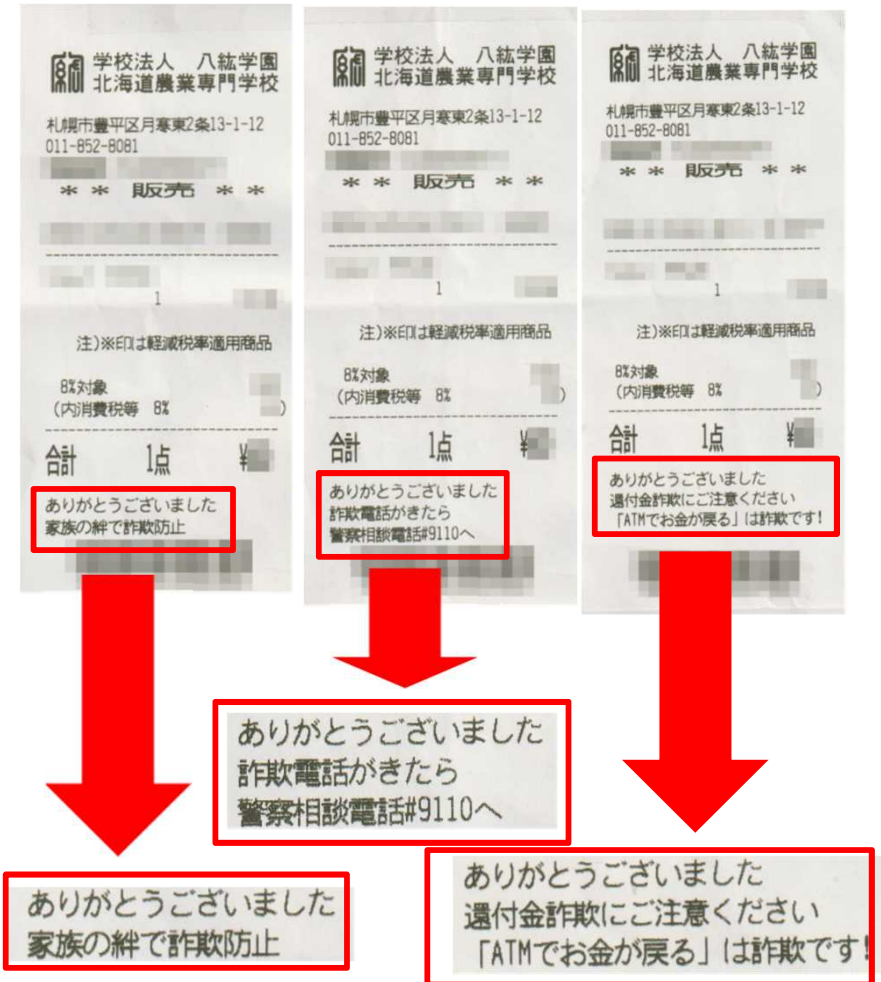 学校法人 八紘学園
北海道農業専門学校
札幌市豊平区月寒東2条13-1-12
011-852-8081
** 販売 **
1
注)※印は軽減税率適用商品
8%対象
(内消費税等 8% )
合計 1点 ¥
ありがとうございました
家族の絆で詐欺防止
学校法人 八紘学園
北海道農業専門学校
札幌市豊平区月寒東2条13-1-12
011-852-8081
** 販売 **
1
注)※印は軽減税率適用商品
8%対象
(内消費税等 8% )
合計 1点 ¥
ありがとうございました
詐欺電話がきたら
警察相談電話#9110へ
学校法人 八紘学園
北海道農業専門学校
札幌市豊平区月寒東2条13-1-12
011-852-8081
** 販売 **
1
注)※印は軽減税率適用商品
8%対象
(内消費税等 8% )
合計 1点 ¥
ありがとうございました
還付金詐欺にご注意ください
「ATMでお金が戻る」は詐欺です!
ありがとうございました
詐欺電話がきたら
警察相談電話#9110へ
ありがとうございました
家族の絆で詐欺防止
ありがとうございました
還付金詐欺にご注意ください
「ATMでお金が戻る」は詐欺です!